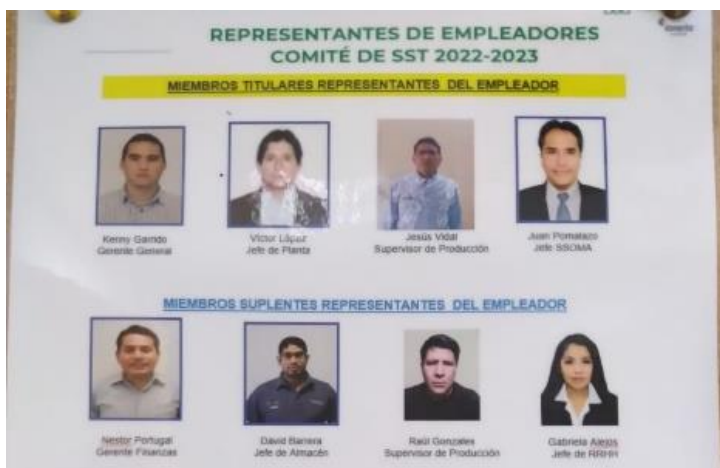 REPRESENTANTES DE EMPLEADORES
COMITÉ DE SST 2022-2023
MIEMBROS TITULARES REPRESENTANTES DEL EMPLEADOR
Kenny Garrido
Gerente General
Víctor López
Jefe de Planta
Jesús Vidal
Supervisor de Producción
Juan Pomalazo
Jefe SSOMA
MIEMBROS SUPLENTES REPRESENTANTES DEL EMPLEADOR
Nestor Portugal
Gerente Finanzas
David Barrera
Jefe de Almacén
Raúl Gonzales
Supervisor de Producción
Gabriela Alejos
Jefe de RRHH